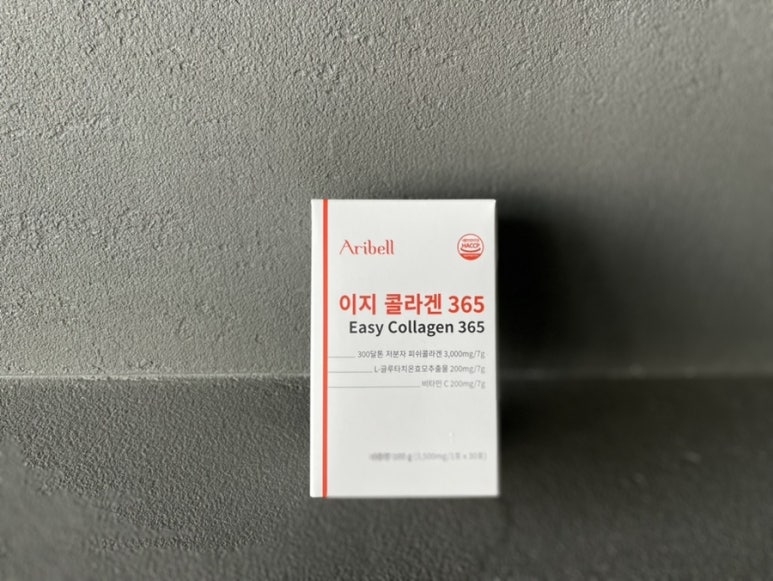 Aribell
HACCP
이지 콜라겐 365
Easy Collagen 365
300달톤 저분자 피쉬콜라겐 3,000mg/7g
L-글루타치온효모추출물 200mg/7g
비타민 C 200mg/7g